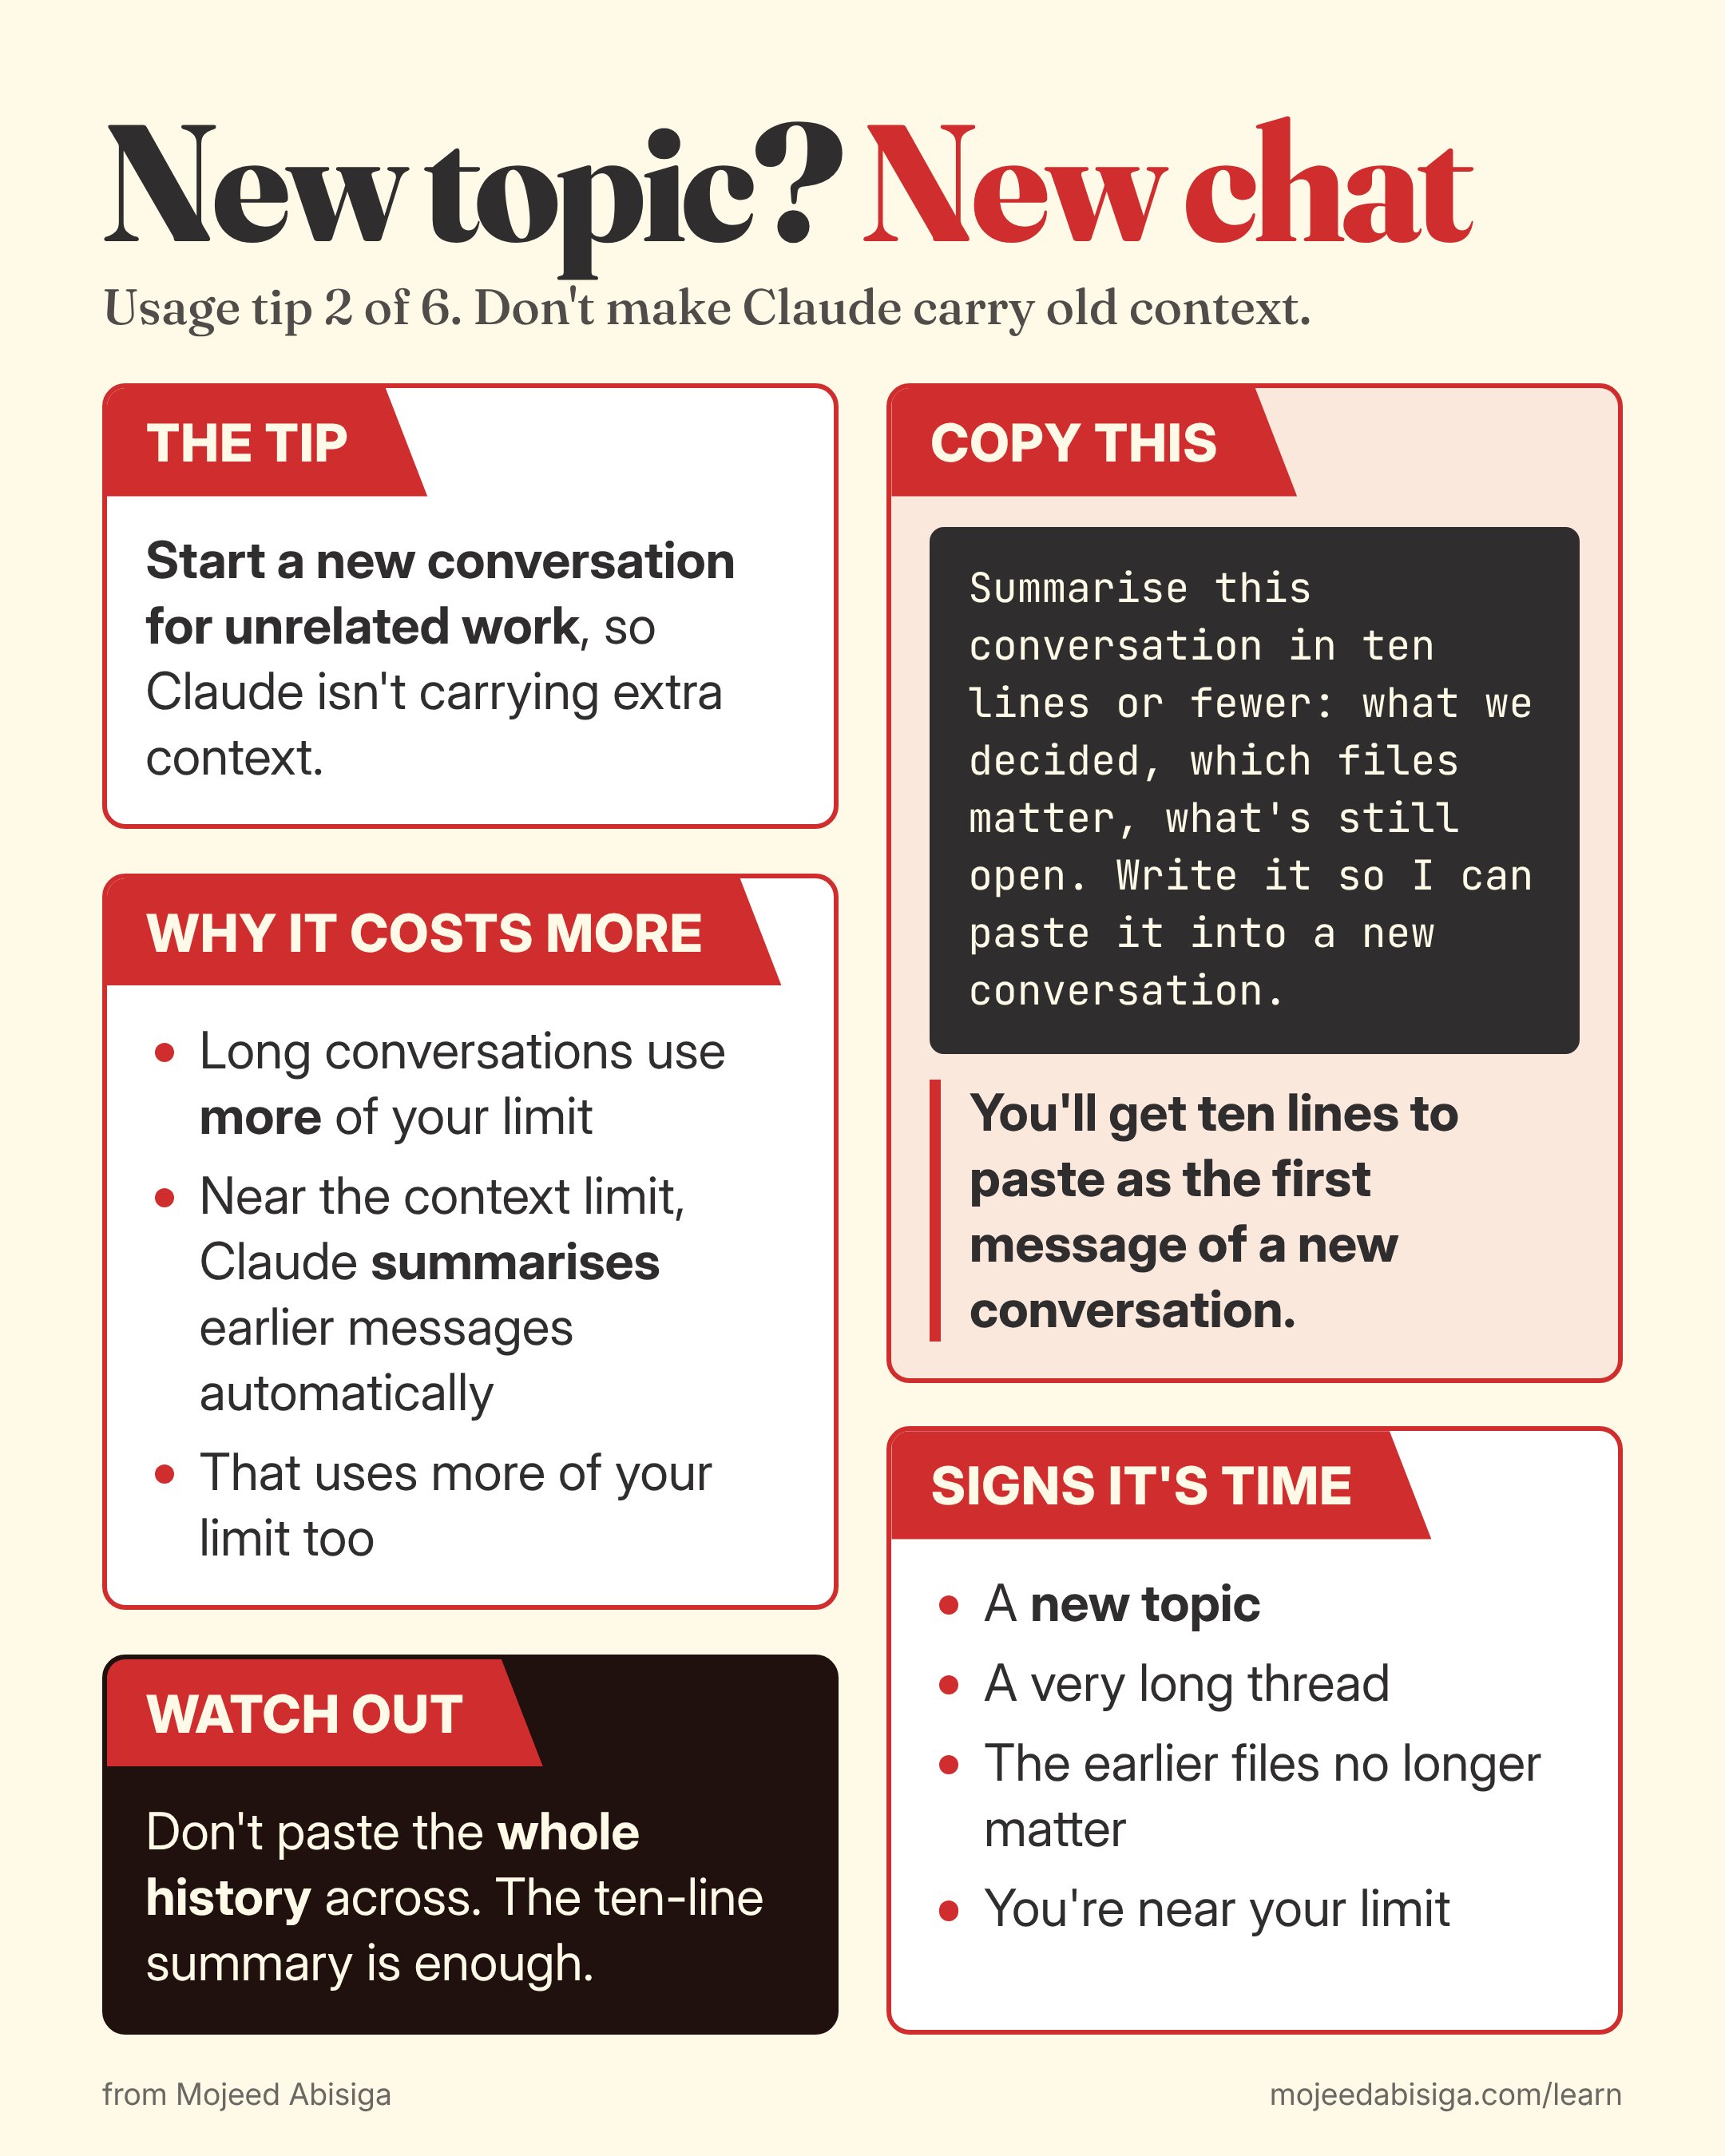 New topic? New chat
Usage tip 2 of 6. Don't make Claude carry old context.
THE TIP
Start a new conversation
for unrelated work, so
Claude isn't carrying extra
context.
WHY IT COSTS MORE
• Long conversations use
more of your limit
• Near the context limit,
Claude summarises
earlier messages
automatically
• That uses more of your
limit too
WATCH OUT
Don't paste the whole
history across. The ten-line
summary is enough.
COPY THIS
Summarise this
conversation in ten
lines or fewer: what we
decided, which files
matter, what's still
open. Write it so I can
paste it into a new
conversation.
You'll get ten lines to
paste as the first
message of a new
conversation.
SIGNS IT'S TIME
• A new topic
• A very long thread
• The earlier files no longer
matter
• You're near your limit
from Mojeed Abisiga
mojeedabisiga.com/learn